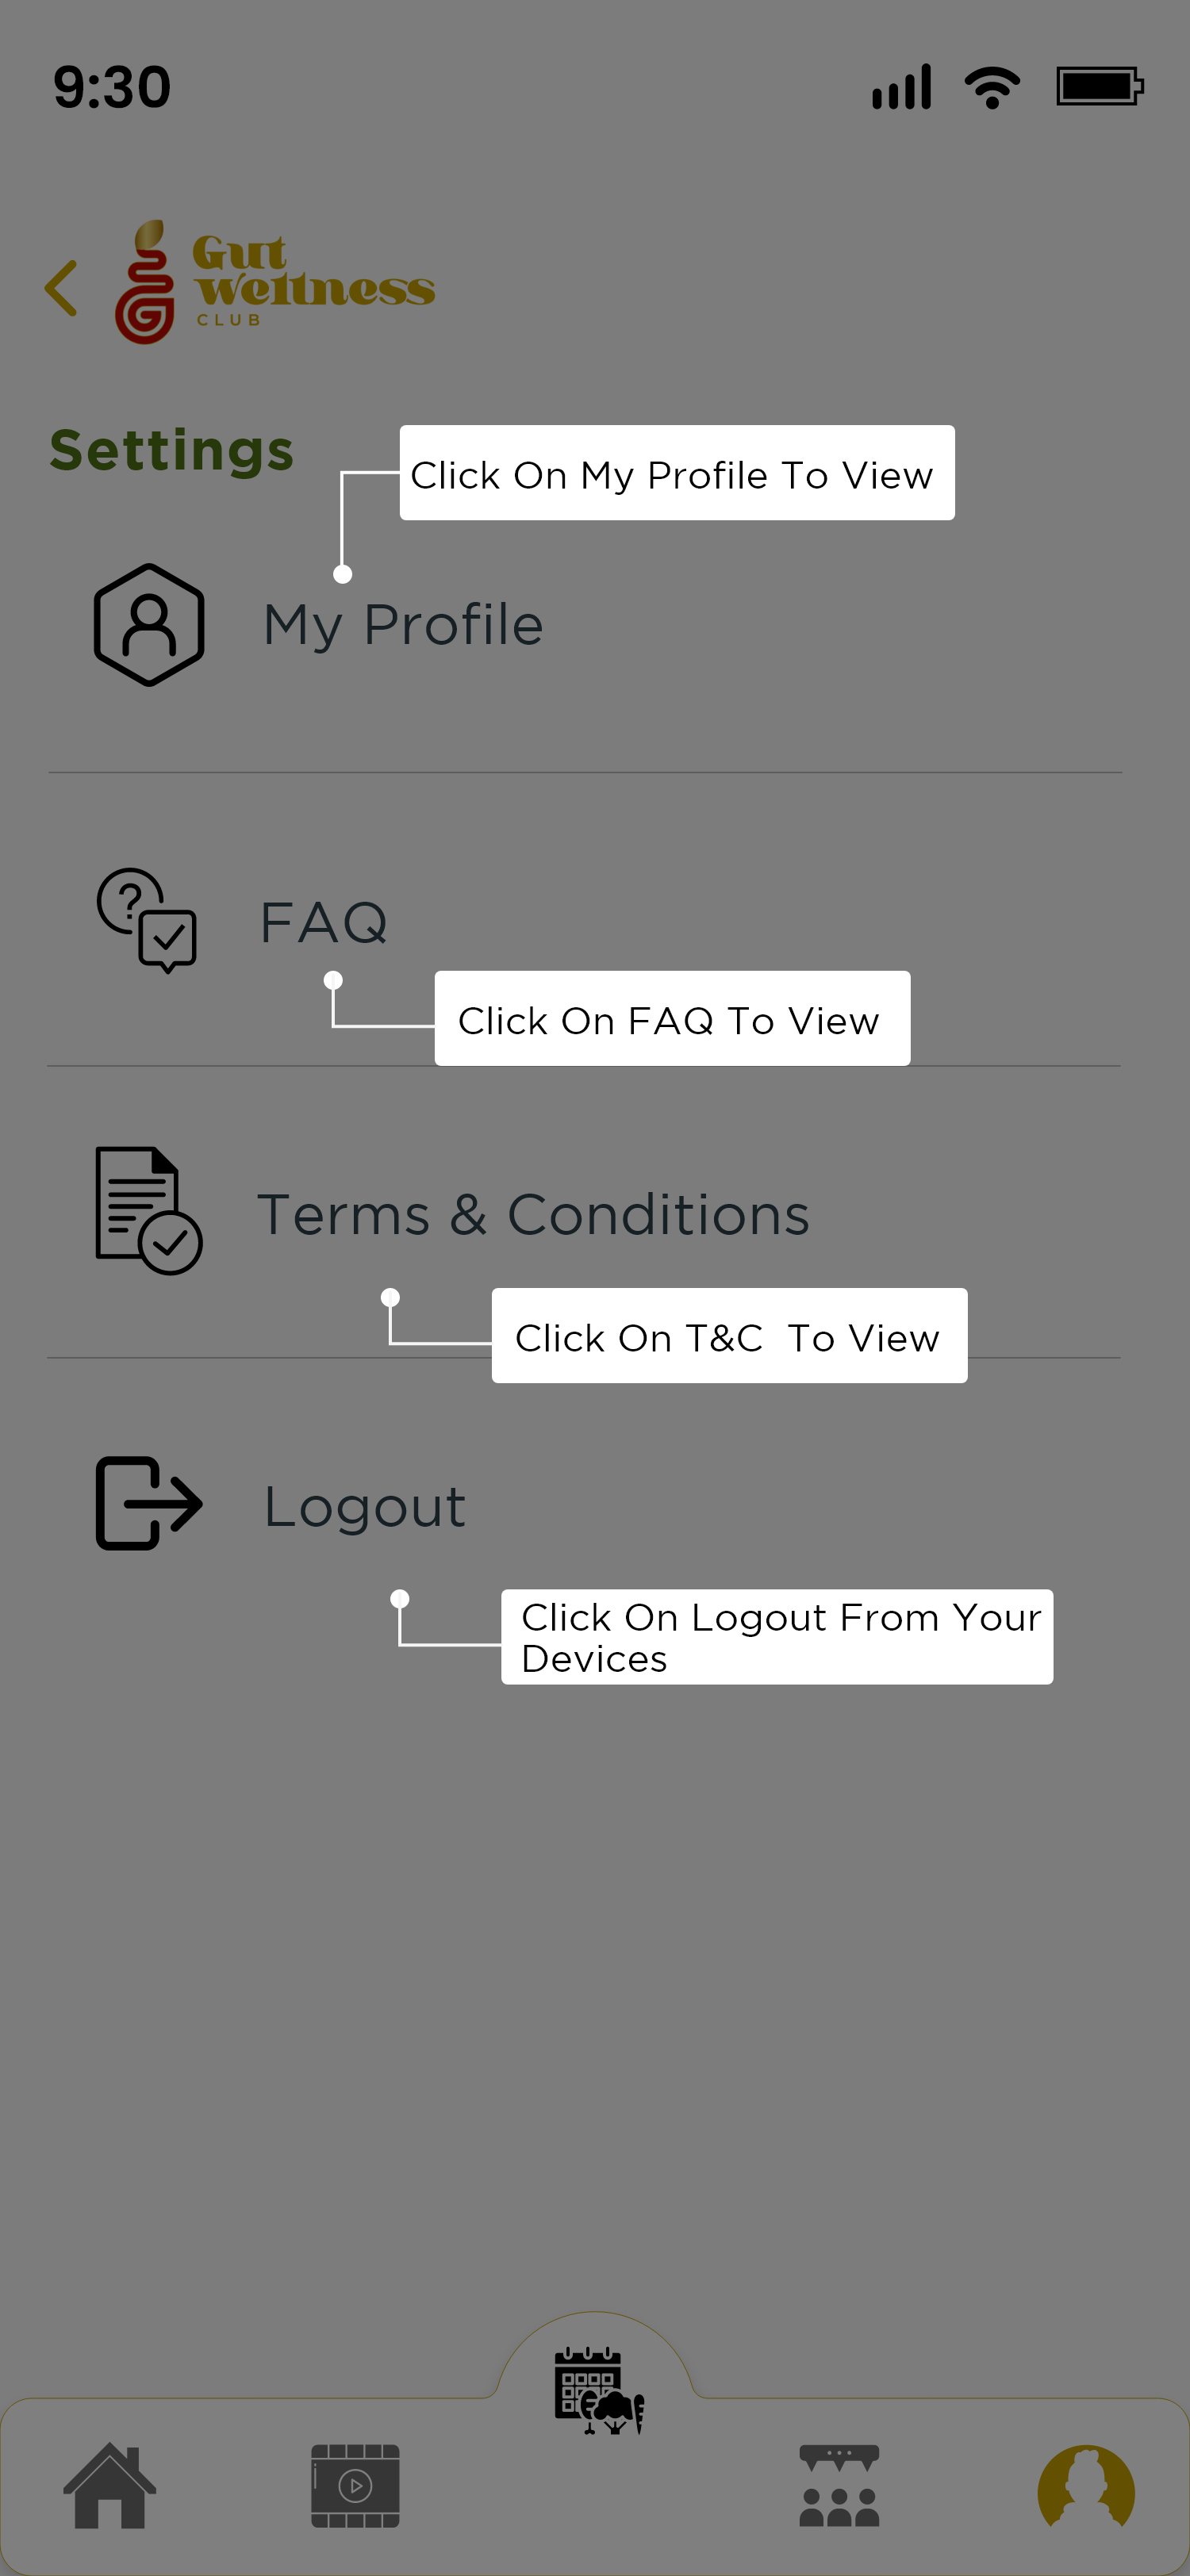 9:30
Gut
Wellness
CLUB
Settings
Click On My Profile To View
My Profile
FAQ
Click On FAQ To View
Terms & Conditions
Click On T&C  To View
Logout
Click On Logout From Your
Devices